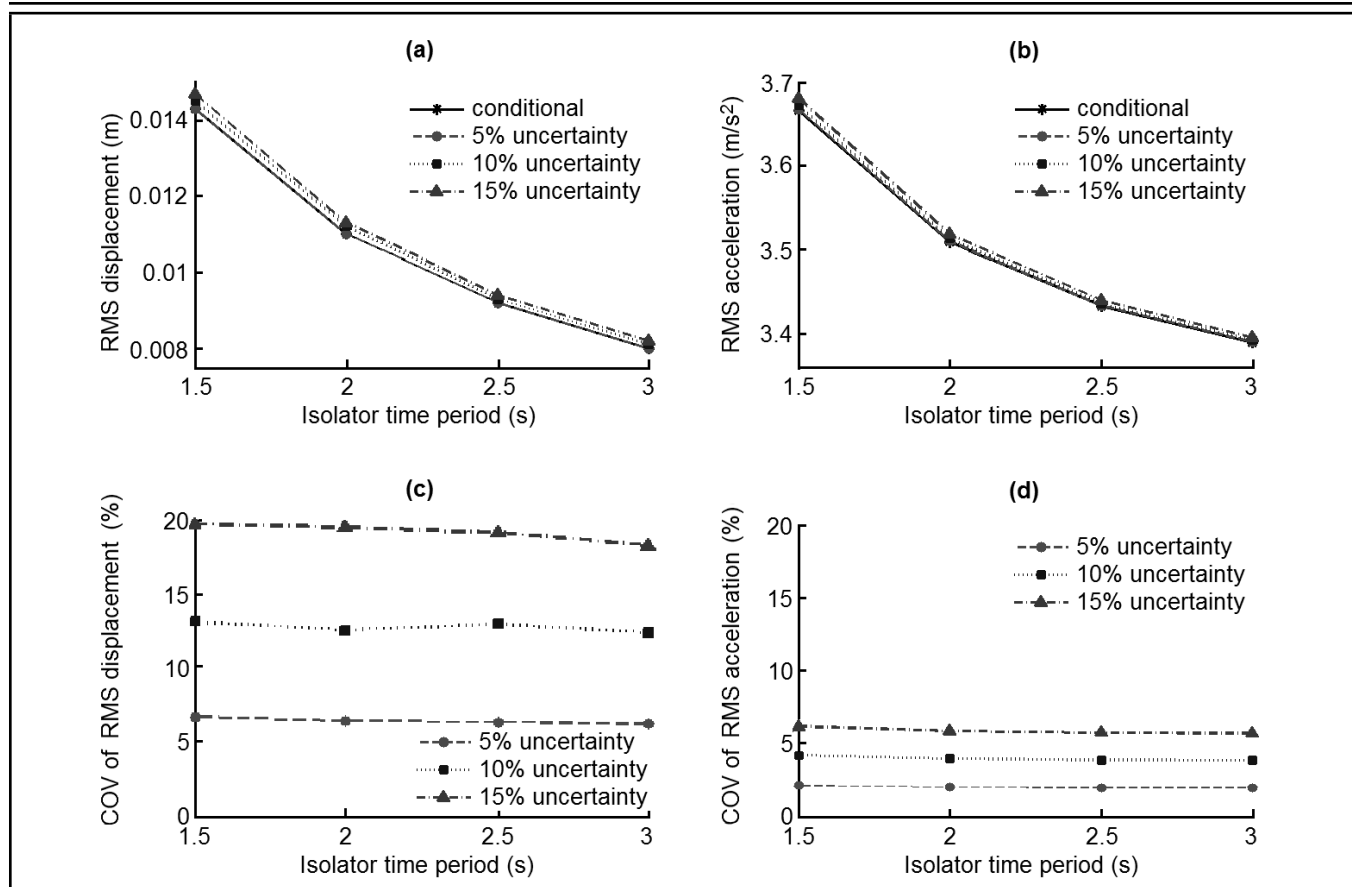 (a)
RMS displacement (m)
0.014
0.012
0.01
0.008
1.5
2
2.5
3
Isolator time period (s)
conditional
5% uncertainty
10% uncertainty
15% uncertainty
(b)
RMS acceleration (m/s²)
3.7
3.6
3.5
3.4
1.5
2
2.5
3
Isolator time period (s)
conditional
5% uncertainty
10% uncertainty
15% uncertainty
(c)
COV of RMS displacement (%)
20
15
10
5
0
1.5
2
2.5
3
Isolator time period (s)
5% uncertainty
10% uncertainty
15% uncertainty
(d)
COV of RMS acceleration (%)
20
15
10
5
0
1.5
2
2.5
3
Isolator time period (s)
5% uncertainty
10% uncertainty
15% uncertainty